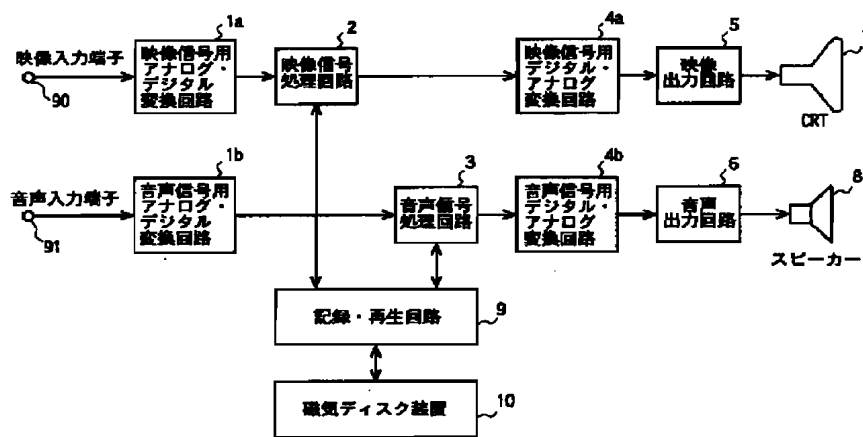 1a
2
4a
5
映像入力端子
90
映像信号用
アナログ・
デジタル
変換回路
映像信号
処理回路
映像信号用
デジタル・
アナログ
変換回路
映像
出力回路
CRT
1b
3
4b
6
8
音声入力端子
91
音声信号用
アナログ・
デジタル
変換回路
音声信号
処理回路
音声信号用
デジタル・
アナログ
変換回路
音声
出力回路
スピーカー
記録・再生回路
9
磁気ディスク装置
10